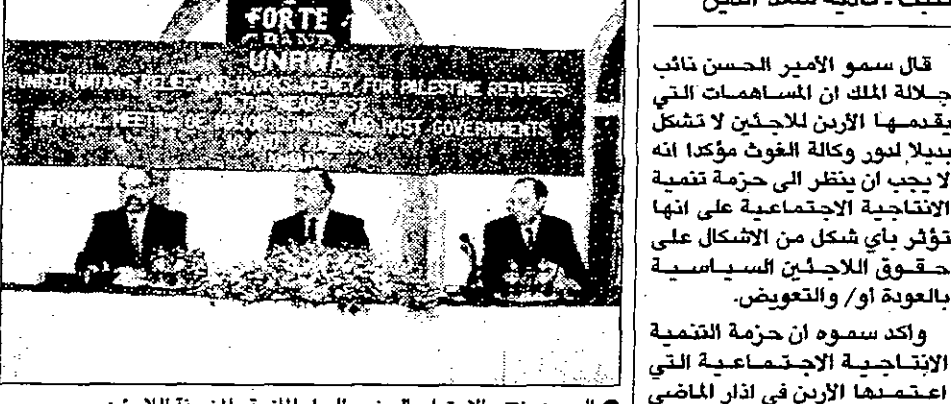 FORTE
GRAND
UNRWA
UNITED NATIONS RELIEF AND WORKS AGENCY FOR PALESTINE REFUGEES
IN THE NEAR EAST
INFORMAL MEETING OF MAJOR DONORS AND HOST GOVERNMENTS
JUNE 1997
AMMAN
قال سمو الأمير الحسن نائب
جلالة الملك ان المساهمات التي
يقدمها الأردن للاجئين لا تشكل
بديلا لدور وكالة الغوث مؤكدا انه
لا يجب ان ينظر الى حزمة تنمية
الانتاجية الاجتماعية على انها
تؤثر بأي شكل من الاشكال على
حقوق اللاجئين السياسية
بالعودة أو/ والتعويض.
واكد سموه ان حزمة التنمية
الانتاجية الاجتماعية التي
اعتمدها الأردن في اذار الماضي